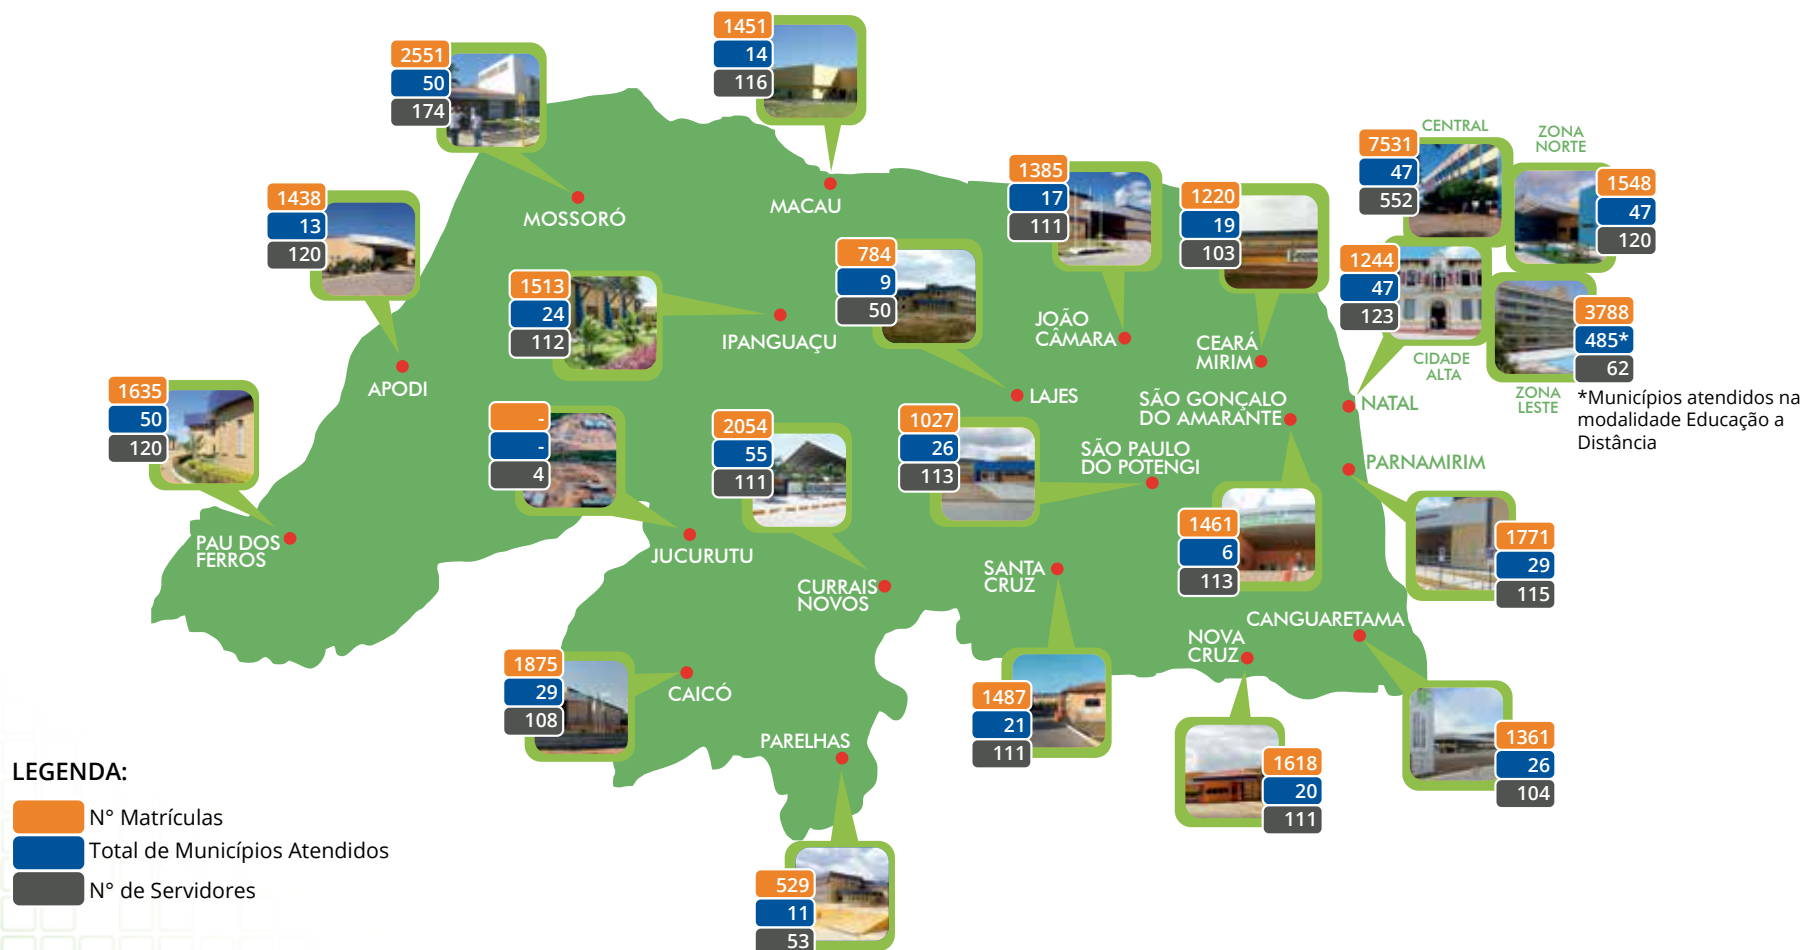 1451
14
116
2551
50
174
CENTRAL
ZONA
NORTE
7531
47
552
1548
47
120
1385
17
111
1220
19
103
1438
13
120
MOSSORÓ
MACAU
784
9
50
1244
47
123
1513
24
112
3788
485*
62
JOÃO
CÂMARA
CEARÁ
MIRIM
IPANGUAÇU
CIDADE
ALTA
ZONA
LESTE
*Municípios atendidos na
modalidade Educação a
Distância
APODI
LAJES
SÃO GONÇALO
DO AMARANTE
NATAL
1635
50
120
-
-
4
2054
55
111
1027
26
113
SÃO PAULO
DO POTENGI
PARNAMIRIM
PAU DOS
FERROS
JUCURUTU
1461
6
113
1771
29
115
CURRAIS
NOVOS
SANTA
CRUZ
CANGUARETAMA
NOVA
CRUZ
1875
29
108
CAICÓ
1487
21
111
PARELHAS
1618
20
111
1361
26
104
LEGENDA:
N° Matrículas
Total de Municípios Atendidos
N° de Servidores
529
11
53